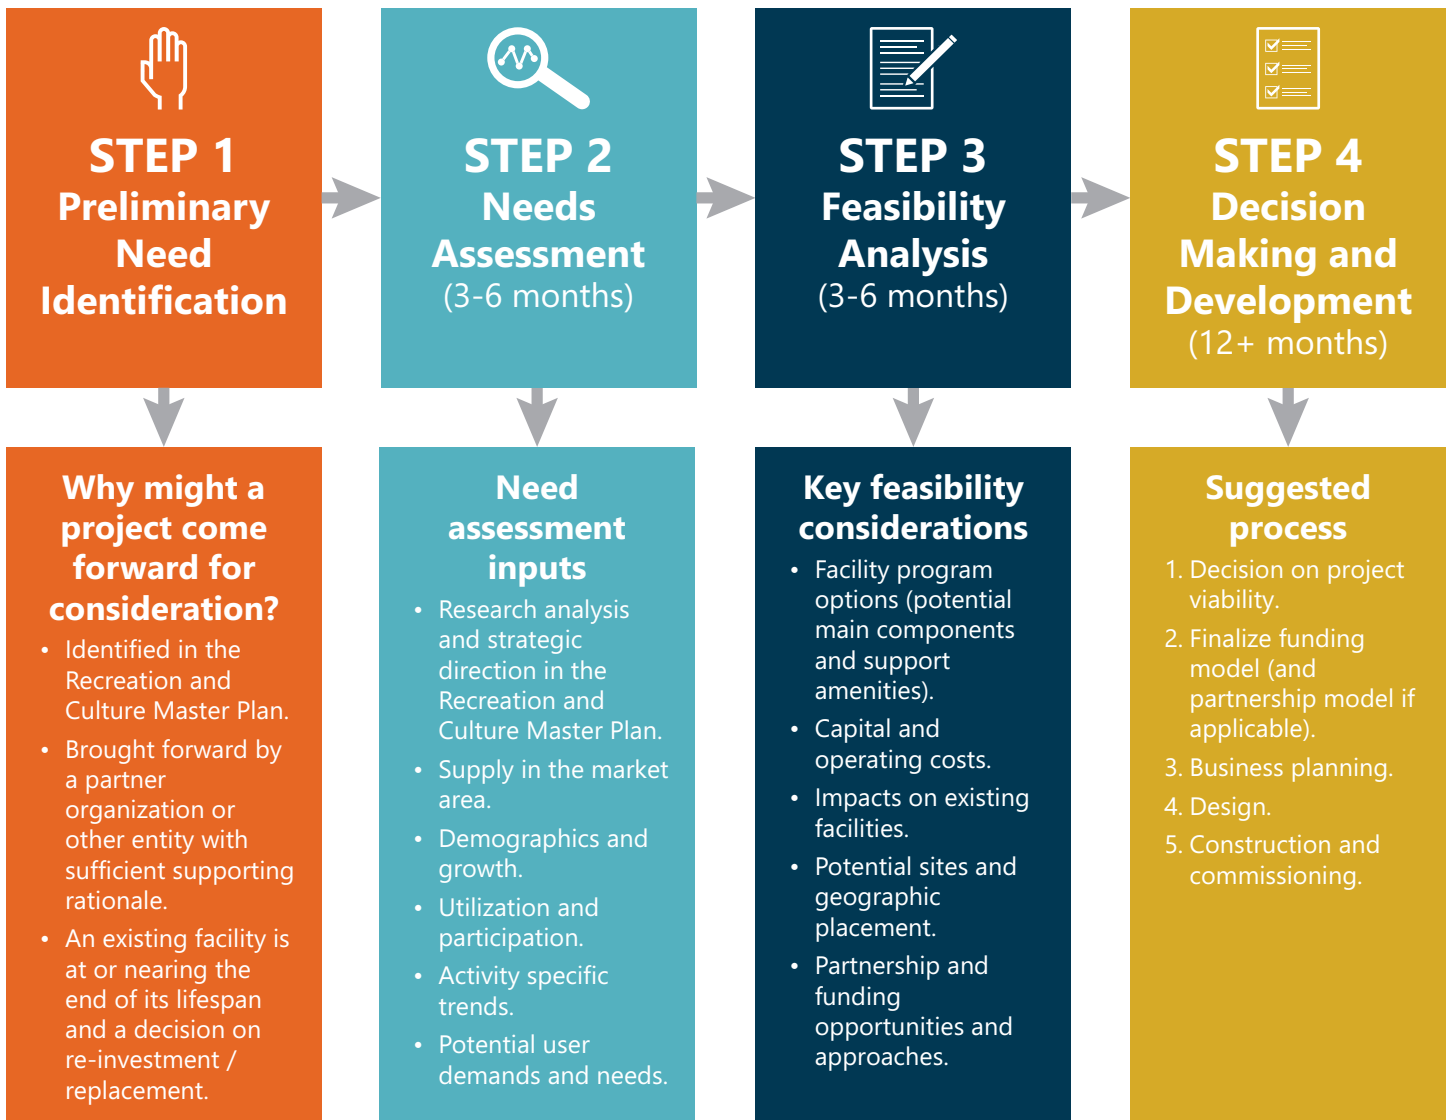 STEP 1
Preliminary
Need
Identification
STEP 2
Needs
Assessment
(3-6 months)
STEP 3
Feasibility
Analysis
(3-6 months)
STEP 4
Decision
Making and
Development
(12+ months)
Why might a
project come
forward for
consideration?
• Identified in the
Recreation and
Culture Master Plan.
• Brought forward by
a partner
organization or
other entity with
sufficient supporting
rationale.
• An existing facility is
at or nearing the
end of its lifespan
and a decision on
re-investment /
replacement.
Need
assessment
inputs
• Research analysis
and strategic
direction in the
Recreation and
Culture Master Plan.
• Supply in the market
area.
• Demographics and
growth.
• Utilization and
participation.
• Activity specific
trends.
• Potential user
demands and needs.
Key feasibility
considerations
• Facility program
options (potential
main components
and support
amenities).
• Capital and
operating costs.
• Impacts on existing
facilities.
• Potential sites and
geographic
placement.
• Partnership and
funding
opportunities and
approaches.
Suggested
process
1. Decision on project
viability.
2. Finalize funding
model (and
partnership model if
applicable).
3. Business planning.
4. Design.
5. Construction and
commissioning.